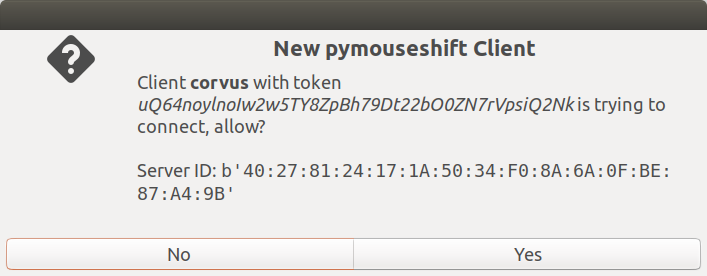 New pymouseshift Client
Client corvus with token
uQ64noylnoIw2w5TY8ZpBh79Dt22bO0ZN7rVpsiQ2Nk is trying to
connect, allow?
Server ID: b'40:27:81:24:17:1A:50:34:F0:8A:6A:0F:BE:
87:A4:9B'
No
Yes